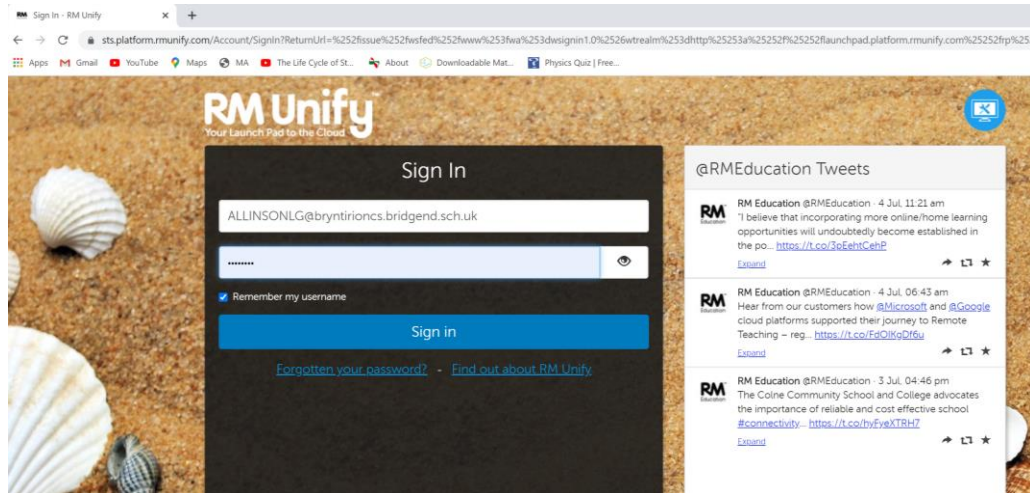 Sign In - RM Unify
sts.platform.rmunify.com/Account/SignIn?ReturnUrl=%252fissue%252fwsfed%252fwww%253fwa%253dwsignin1.0%2526wtrealm%253dhttp%25253a%25252f%25252flaunchpad.platform.rmunify.com%25252frp%25
Apps Gmail YouTube Maps MA The Life Cycle of St... About Downloadable Mat... Physics Quiz | Free...
RM Unify
Your Launch Pad to the Cloud
Sign In
ALLINSONLG@bryntirioncs.bridgend.sch.uk
••••••••
Remember my username
Sign in
Forgotten your password? - Find out about RM Unify
@RMEducation Tweets
RM Education
RM Education @RMEducation · 4 Jul, 11:21 am
"I believe that incorporating more online/home learning
opportunities will undoubtedly become established in
the po... https://t.co/3pEehtCehP
Expand
RM Education
RM Education @RMEducation · 4 Jul, 06:43 am
Hear from our customers how @Microsoft and @Google
cloud platforms supported their journey to Remote
Teaching – reg... https://t.co/FdOIKgDf6u
Expand
RM Education
RM Education @RMEducation · 3 Jul, 04:46 pm
The Colne Community School and College advocates
the importance of reliable and cost effective school
#connectivity... https://t.co/hyFyeXTRH7
Expand